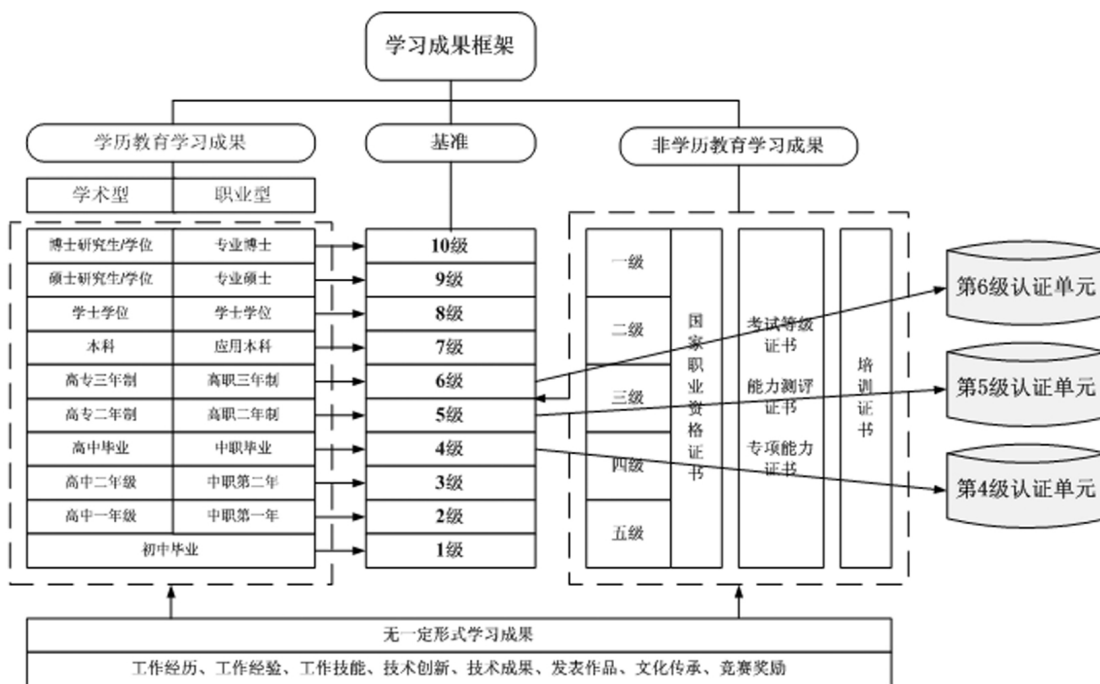 学习成果框架
学历教育学习成果
基准
非学历教育学习成果
学术型
职业型
博士研究生/学位
专业博士
10级
硕士研究生/学位
专业硕士
9级
学士学位
学士学位
8级
本科
应用本科
7级
高专三年制
高职三年制
6级
高专二年制
高职二年制
5级
高中毕业
中职毕业
4级
高中二年级
中职第二年
3级
高中一年级
中职第一年
2级
初中毕业
1级
一级
二级
三级
四级
五级
国家职业资格证书
考试等级
证书
能力测评
证书
专项能力
证书
培训证书
第6级认证单元
第5级认证单元
第4级认证单元
无一定形式学习成果
工作经历、工作经验、工作技能、技术创新、技术成果、发表作品、文化传承、竞赛奖励